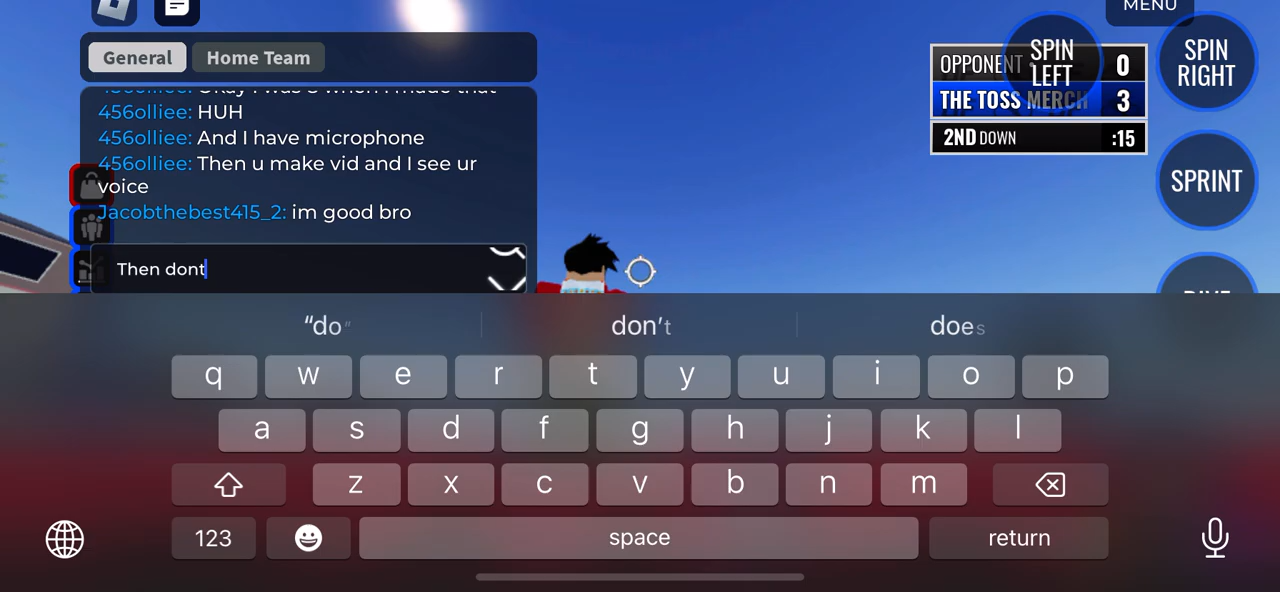 MENU
General
Home Team
456olliee: HUH
456olliee: And I have microphone
456olliee: Then u make vid and I see ur
voice
Jacobthebest415_2: im good bro
Then dont
OPPONENT 0
THE TOSS MERCH 3
2ND DOWN :15
SPIN
LEFT
SPIN
RIGHT
SPRINT
"do"
don't
does
q w e r t y u i o p
a s d f g h j k l
z x c v b n m
123
space
return